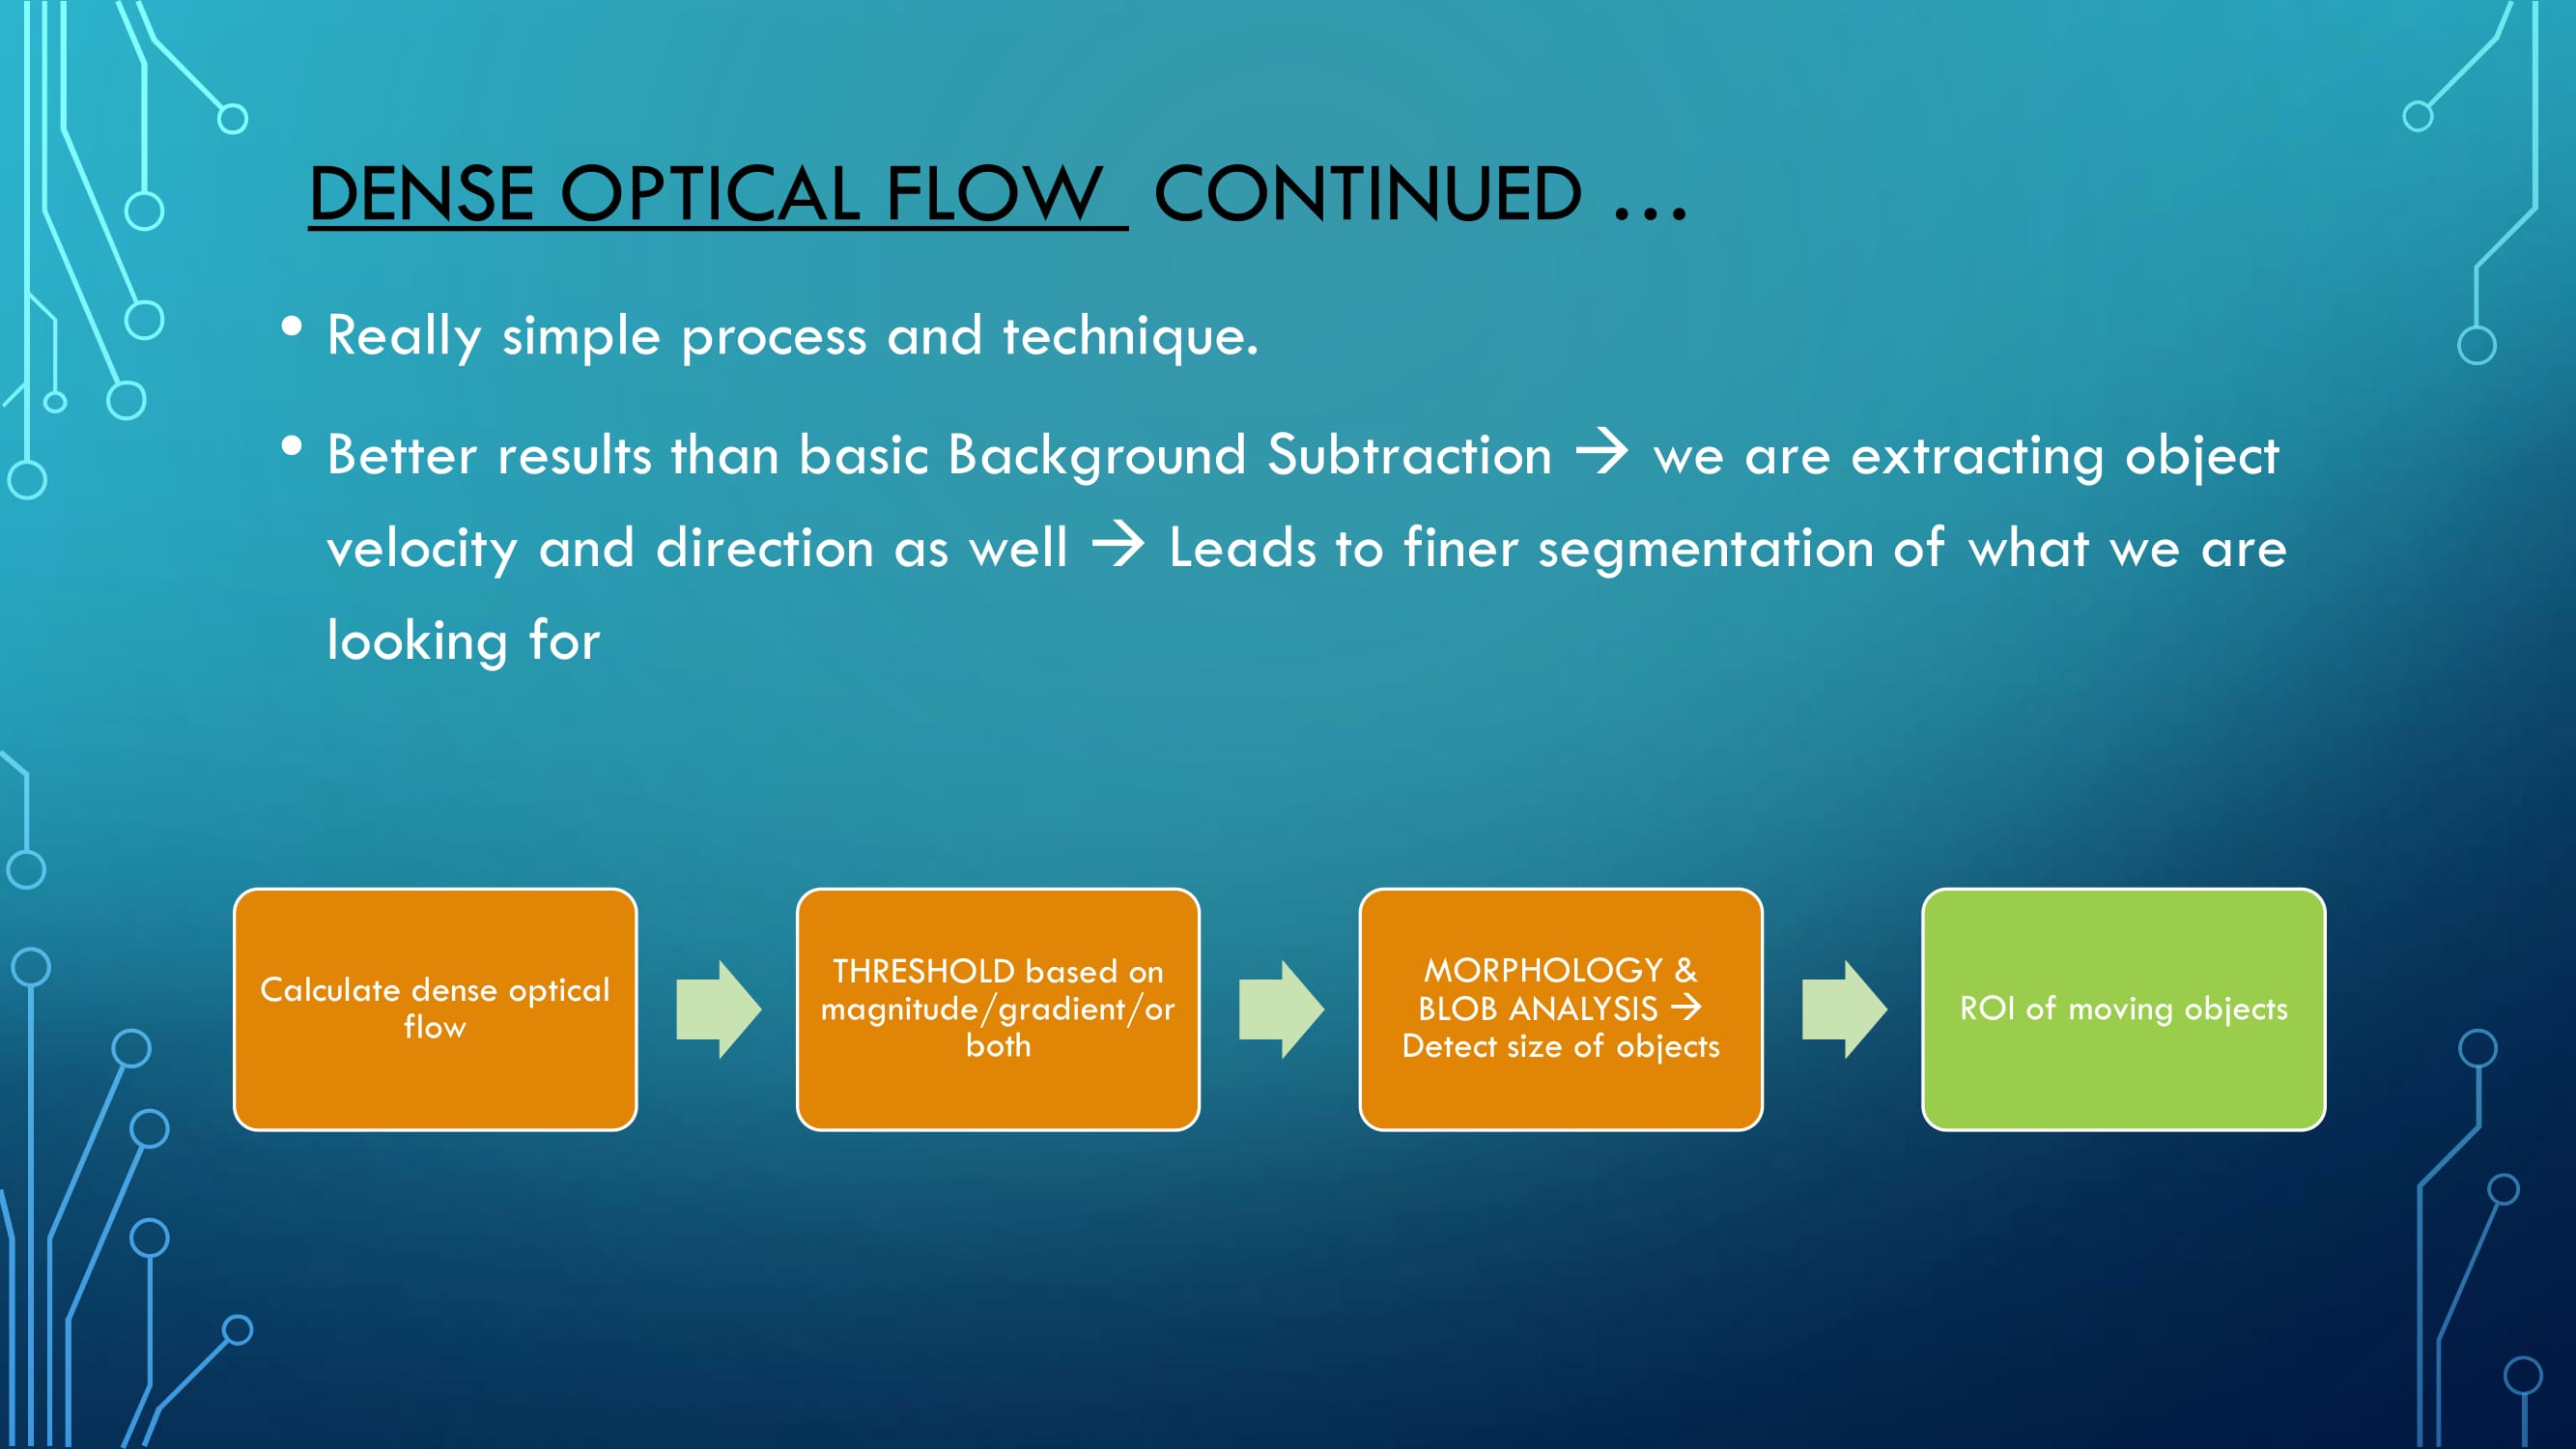 DENSE OPTICAL FLOW CONTINUED ...
• Really simple process and technique.
• Better results than basic Background Subtraction → we are extracting object
velocity and direction as well → Leads to finer segmentation of what we are
looking for
Calculate dense optical
flow
THRESHOLD based on
magnitude/gradient/or
both
MORPHOLOGY &
BLOB ANALYSIS →
Detect size of objects
ROI of moving objects